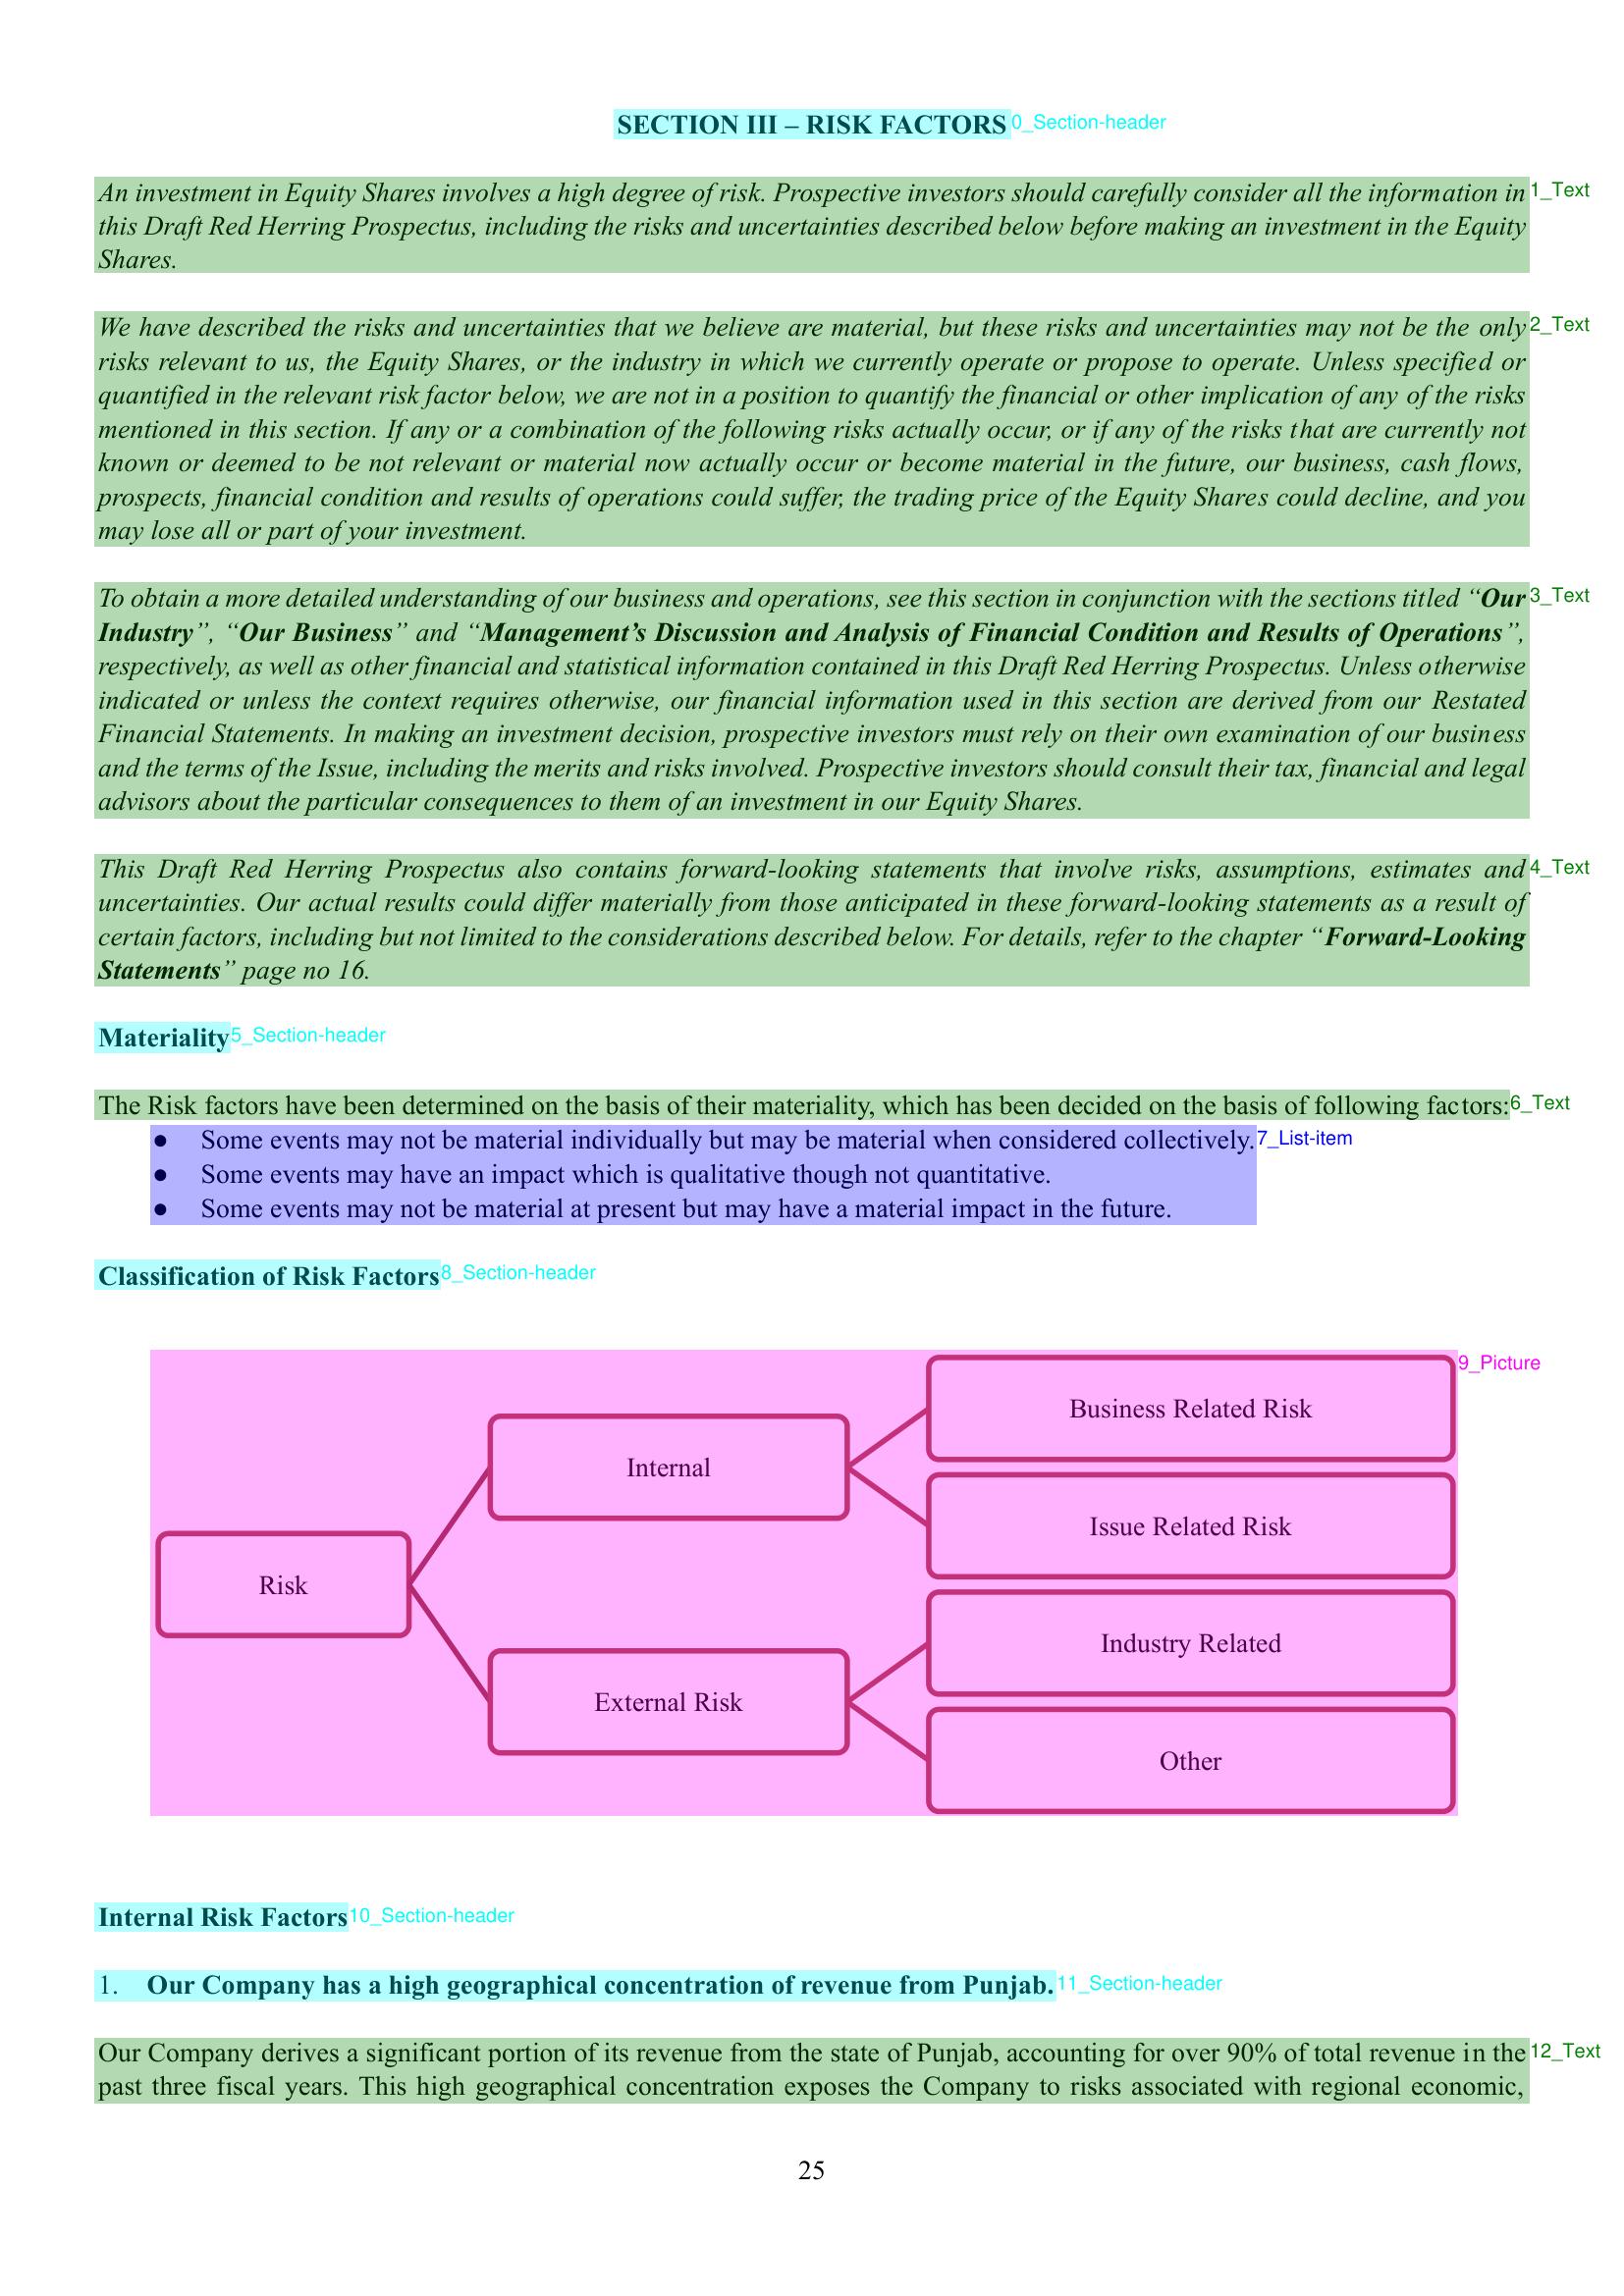 SECTION III – RISK FACTORS 0_Section-header
An investment in Equity Shares involves a high degree of risk. Prospective investors should carefully consider all the information in 1_Text
this Draft Red Herring Prospectus, including the risks and uncertainties described below before making an investment in the Equity
Shares.
We have described the risks and uncertainties that we believe are material, but these risks and uncertainties may not be the only 2_Text
risks relevant to us, the Equity Shares, or the industry in which we currently operate or propose to operate. Unless specified or
quantified in the relevant risk factor below, we are not in a position to quantify the financial or other implication of any of the risks
mentioned in this section. If any or a combination of the following risks actually occur, or if any of the risks that are currently not
known or deemed to be not relevant or material now actually occur or become material in the future, our business, cash flows,
prospects, financial condition and results of operations could suffer, the trading price of the Equity Shares could decline, and you
may lose all or part of your investment.
To obtain a more detailed understanding of our business and operations, see this section in conjunction with the sections titled “Our 3_Text
Industry”, “Our Business” and “Management’s Discussion and Analysis of Financial Condition and Results of Operations”,
respectively, as well as other financial and statistical information contained in this Draft Red Herring Prospectus. Unless otherwise
indicated or unless the context requires otherwise, our financial information used in this section are derived from our Restated
Financial Statements. In making an investment decision, prospective investors must rely on their own examination of our business
and the terms of the Issue, including the merits and risks involved. Prospective investors should consult their tax, financial and legal
advisors about the particular consequences to them of an investment in our Equity Shares.
This Draft Red Herring Prospectus also contains forward-looking statements that involve risks, assumptions, estimates and 4_Text
uncertainties. Our actual results could differ materially from those anticipated in these forward-looking statements as a result of
certain factors, including but not limited to the considerations described below. For details, refer to the chapter “Forward-Looking
Statements” page no 16.
Materiality 5_Section-header
The Risk factors have been determined on the basis of their materiality, which has been decided on the basis of following factors: 6_Text
● Some events may not be material individually but may be material when considered collectively. 7_List-item
● Some events may have an impact which is qualitative though not quantitative.
● Some events may not be material at present but may have a material impact in the future.
Classification of Risk Factors 8_Section-header
9_Picture
Risk
Internal
Business Related Risk
Issue Related Risk
External Risk
Industry Related
Other
Internal Risk Factors 10_Section-header
1. Our Company has a high geographical concentration of revenue from Punjab. 11_Section-header
Our Company derives a significant portion of its revenue from the state of Punjab, accounting for over 90% of total revenue in the 12_Text
past three fiscal years. This high geographical concentration exposes the Company to risks associated with regional economic,
25